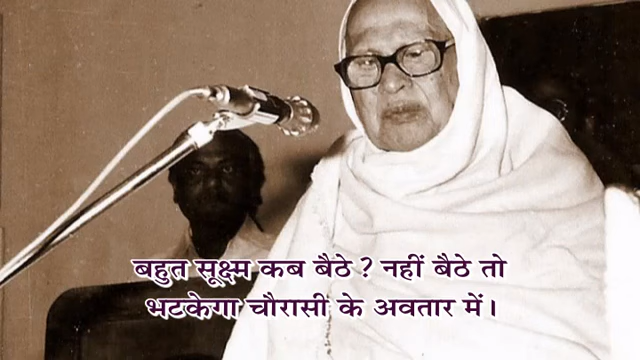 बहुत सूक्ष्म कब बैठे ? नहीं बैठे तो
भटकेगा चौरासी के अवतार में।